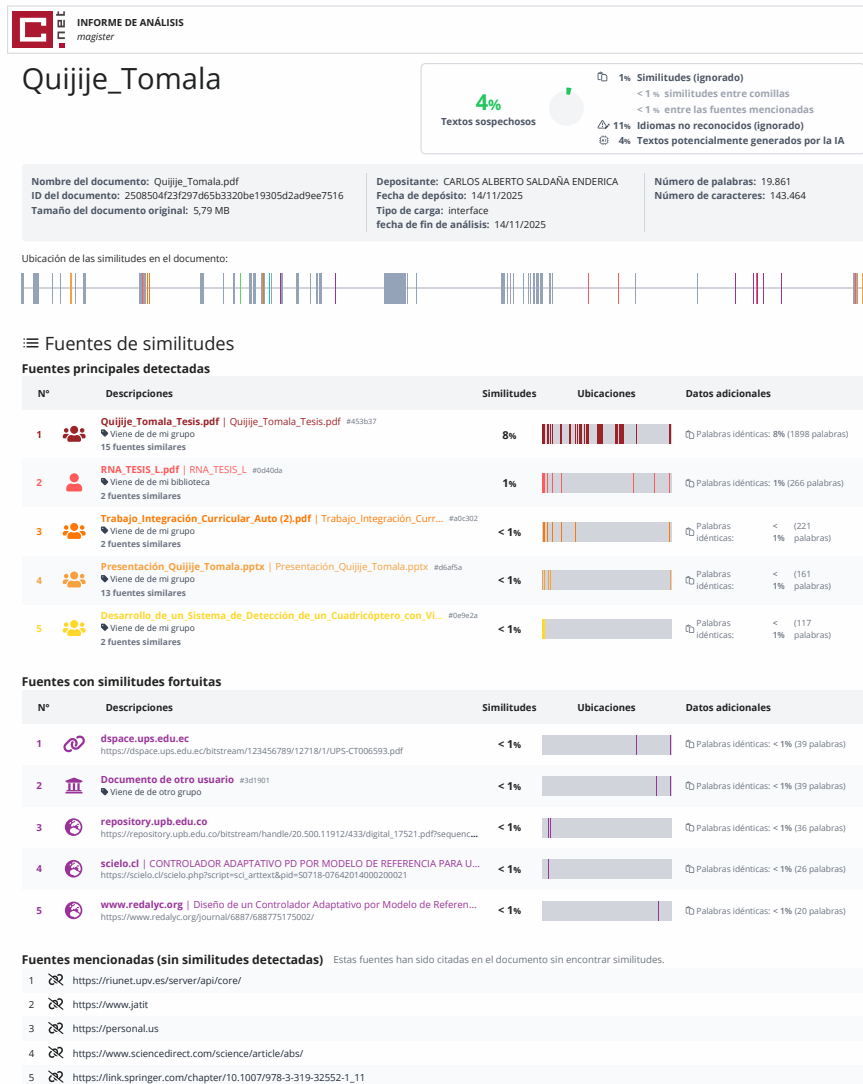 .net
INFORME DE ANÁLISIS
magister
Quijije_Tomala
4%
Textos sospechosos
1% Similitudes (ignorado)
< 1 % similitudes entre comillas
< 1 % entre las fuentes mencionadas
11% Idiomas no reconocidos (ignorado)
4% Textos potencialmente generados por la IA
Nombre del documento: Quijije_Tomala.pdf
ID del documento: 2508504f23f297d65b3320be19305d2ad9ee7516
Tamaño del documento original: 5,79 MB
Depositante: CARLOS ALBERTO SALDAÑA ENDERICA
Fecha de depósito: 14/11/2025
Tipo de carga: interface
fecha de fin de análisis: 14/11/2025
Número de palabras: 19.861
Número de caracteres: 143.464
Ubicación de las similitudes en el documento:
Fuentes de similitudes
Fuentes principales detectadas
N° Descripciones Similitudes Ubicaciones Datos adicionales
1 Quijije_Tomala_Tesis.pdf | Quijije_Tomala_Tesis.pdf #453b37
Viene de de mi grupo
15 fuentes similares
8% Palabras idénticas: 8% (1898 palabras)
2 RNA_TESIS_L.pdf | RNA_TESIS_L #0d40da
Viene de de mi biblioteca
2 fuentes similares
1% Palabras idénticas: 1% (266 palabras)
3 Trabajo_Integración_Curricular_Auto (2).pdf | Trabajo_Integración_Curr... #a0c302
Viene de de mi grupo
2 fuentes similares
< 1% Palabras idénticas: < 1% (221 palabras)
4 Presentación_Quijije_Tomala.pptx | Presentación_Quijije_Tomala.pptx #d6af5a
Viene de de mi grupo
13 fuentes similares
< 1% Palabras idénticas: < 1% (161 palabras)
5 Desarrollo_de_un_Sistema_de_Detección_de_un_Cuadricóptero_con_Vi... #0e9e2a
Viene de de mi grupo
2 fuentes similares
< 1% Palabras idénticas: < 1% (117 palabras)
Fuentes con similitudes fortuitas
N° Descripciones Similitudes Ubicaciones Datos adicionales
1 dspace.ups.edu.ec
https://dspace.ups.edu.ec/bitstream/123456789/12718/1/UPS-CT006593.pdf
< 1% Palabras idénticas: < 1% (39 palabras)
2 Documento de otro usuario #3d1901
Viene de de otro grupo
< 1% Palabras idénticas: < 1% (39 palabras)
3 repository.upb.edu.co
https://repository.upb.edu.co/bitstream/handle/20.500.11912/433/digital_17521.pdf?sequenc...
< 1% Palabras idénticas: < 1% (36 palabras)
4 scielo.cl | CONTROLADOR ADAPTATIVO PD POR MODELO DE REFERENCIA PARA U...
https://scielo.cl/scielo.php?script=sci_arttext&pid=S0718-07642014000200021
< 1% Palabras idénticas: < 1% (26 palabras)
5 www.redalyc.org | Diseño de un Controlador Adaptativo por Modelo de Referen...
https://www.redalyc.org/journal/6887/688775175002/
< 1% Palabras idénticas: < 1% (20 palabras)
Fuentes mencionadas (sin similitudes detectadas) Estas fuentes han sido citadas en el documento sin encontrar similitudes.
1 https://riunet.upv.es/server/api/core/
2 https://www.jatit
3 https://personal.us
4 https://www.sciencedirect.com/science/article/abs/
5 https://link.springer.com/chapter/10.1007/978-3-319-32552-1_11